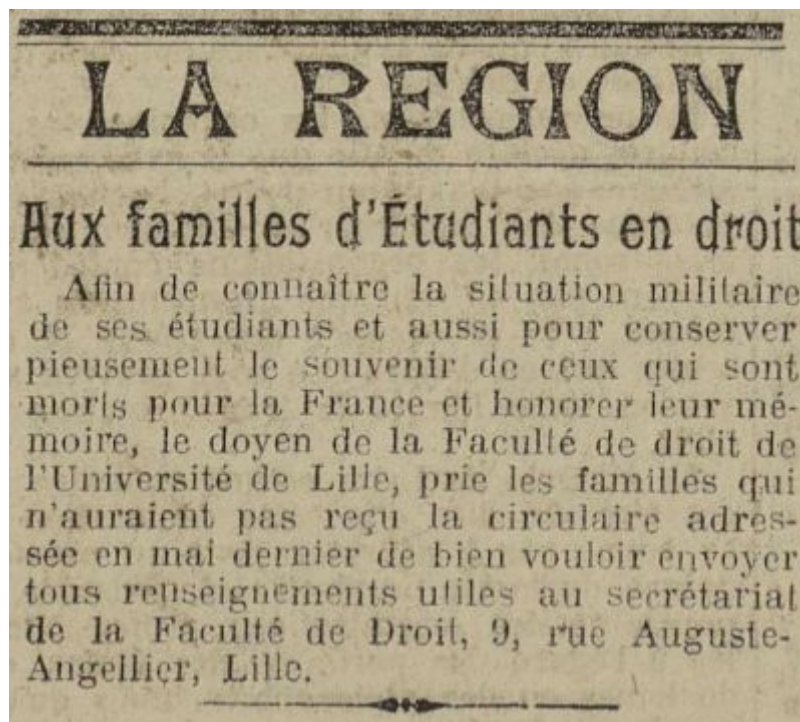 LA REGION
Aux familles d'Étudiants en droit
Afin de connaître la situation militaire
de ses étudiants et aussi pour conserver
pieusement le souvenir de ceux qui sont
morts pour la France et honorer leur mé-
moire, le doyen de la Faculté de droit de
l'Université de Lille, prie les familles qui
n'auraient pas reçu la circulaire adres-
sée en mai dernier de bien vouloir envoyer
tous renseignements utiles au secrétariat
de la Faculté de Droit, 9, rue Auguste-
Angellier, Lille.